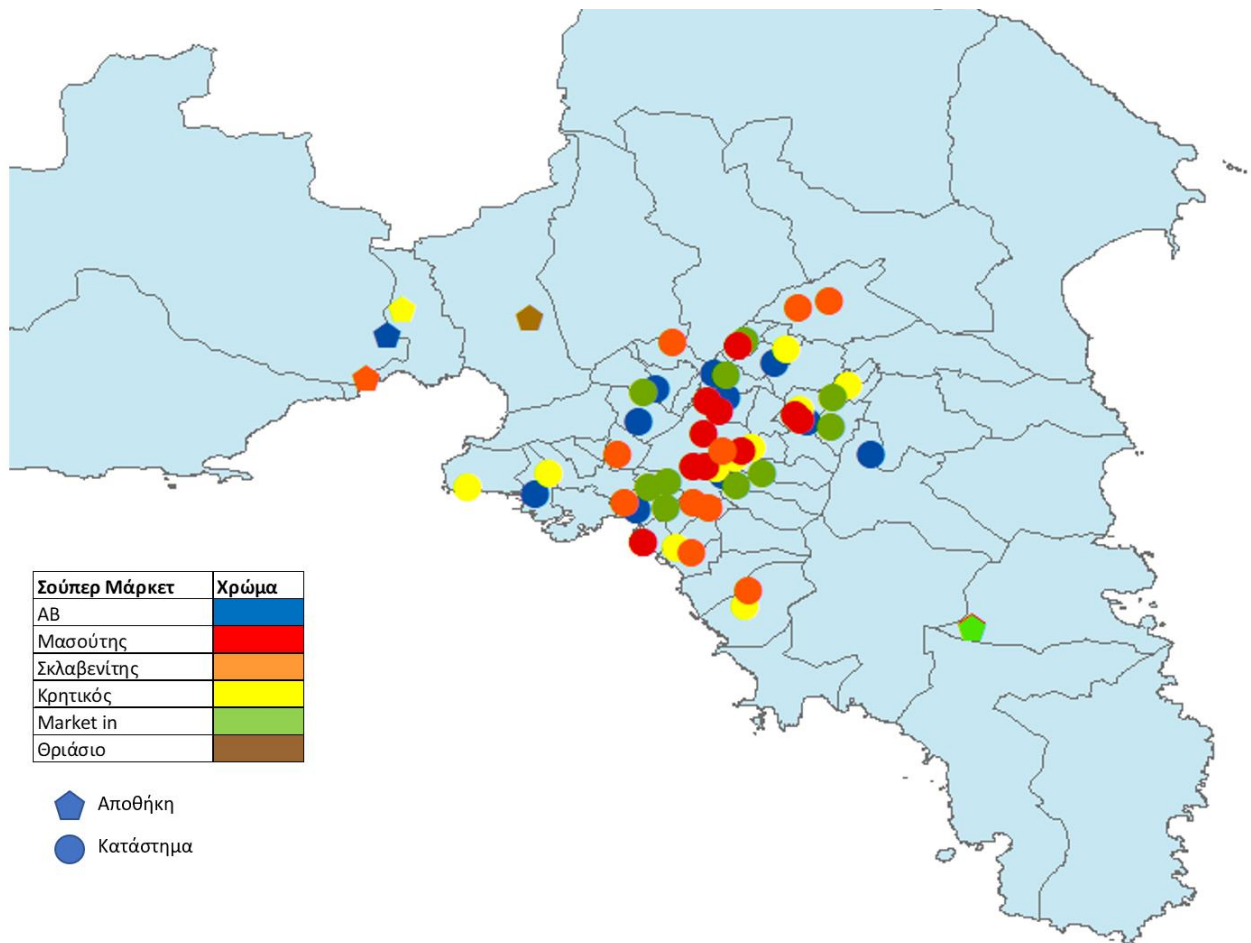 Σούπερ Μάρκετ Χρώμα
ΑΒ
Μασούτης
Σκλαβενίτης
Κρητικός
Market in
Θριάσιο
Αποθήκη
Κατάστημα